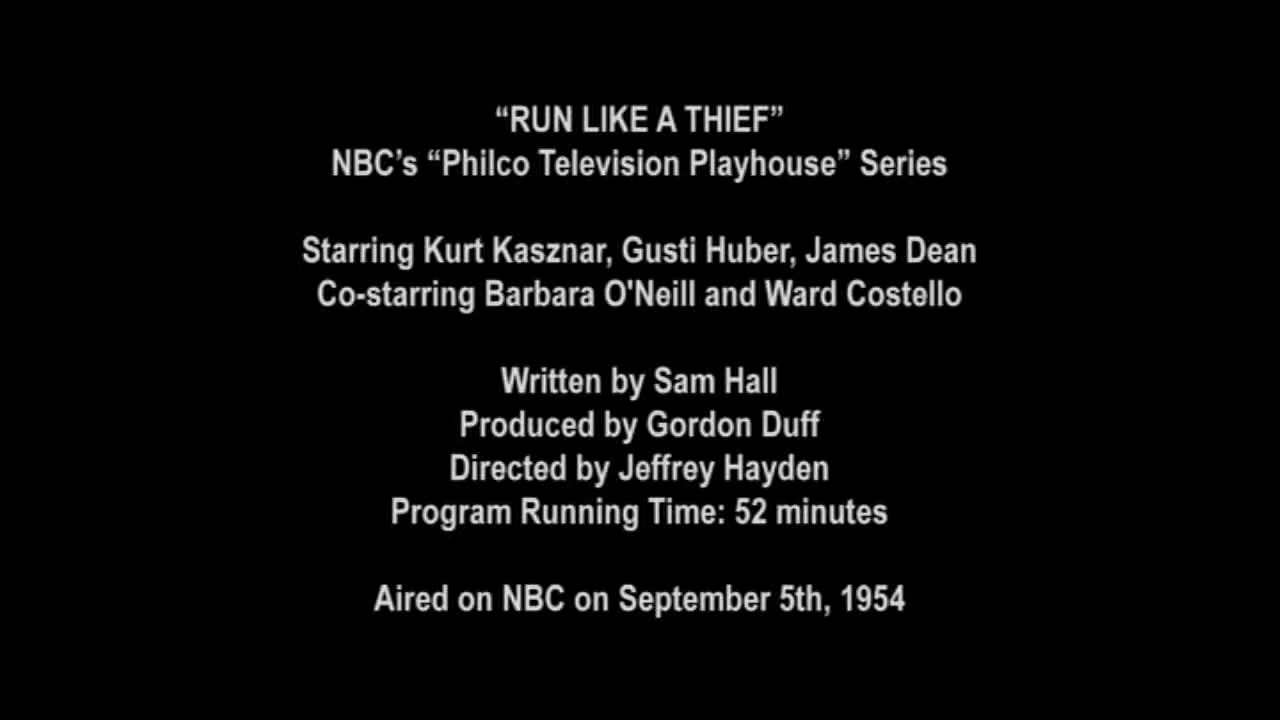 “RUN LIKE A THIEF”
NBC’s “Philco Television Playhouse” Series
Starring Kurt Kasznar, Gusti Huber, James Dean
Co-starring Barbara O'Neill and Ward Costello
Written by Sam Hall
Produced by Gordon Duff
Directed by Jeffrey Hayden
Program Running Time: 52 minutes
Aired on NBC on September 5th, 1954